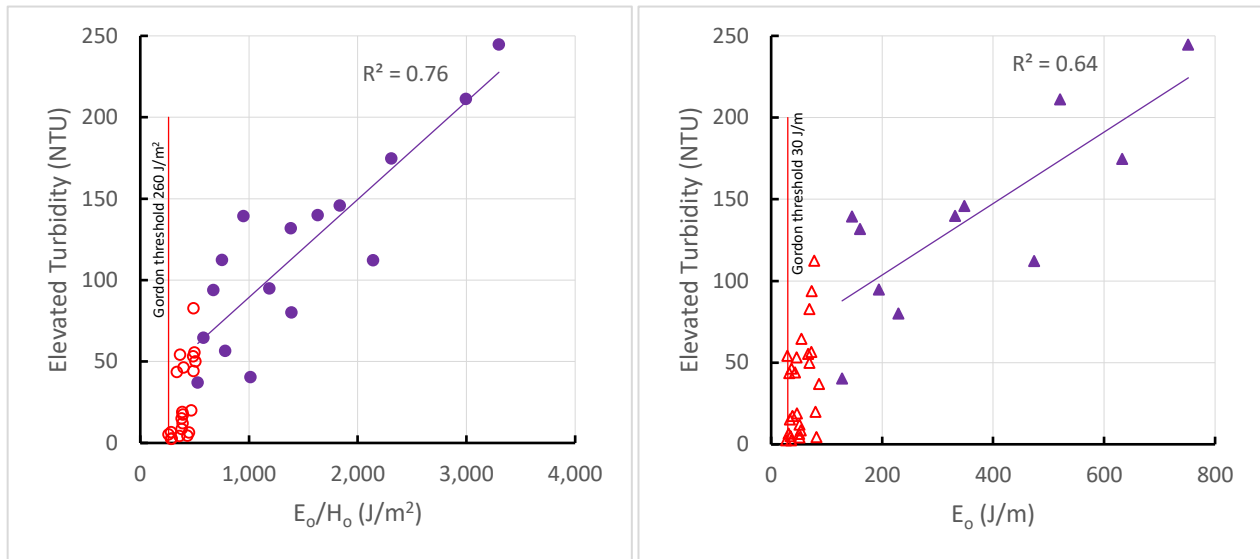 250
200
150
100
50
0
Elevated Turbidity (NTU)
Gordon threshold 260 J/m²
R² = 0.76
0
1,000
2,000
3,000
4,000
Eₒ/Hₒ (J/m²)
250
200
150
100
50
0
Elevated Turbidity (NTU)
Gordon threshold 30 J/m
R² = 0.64
0
200
400
600
800
Eₒ (J/m)